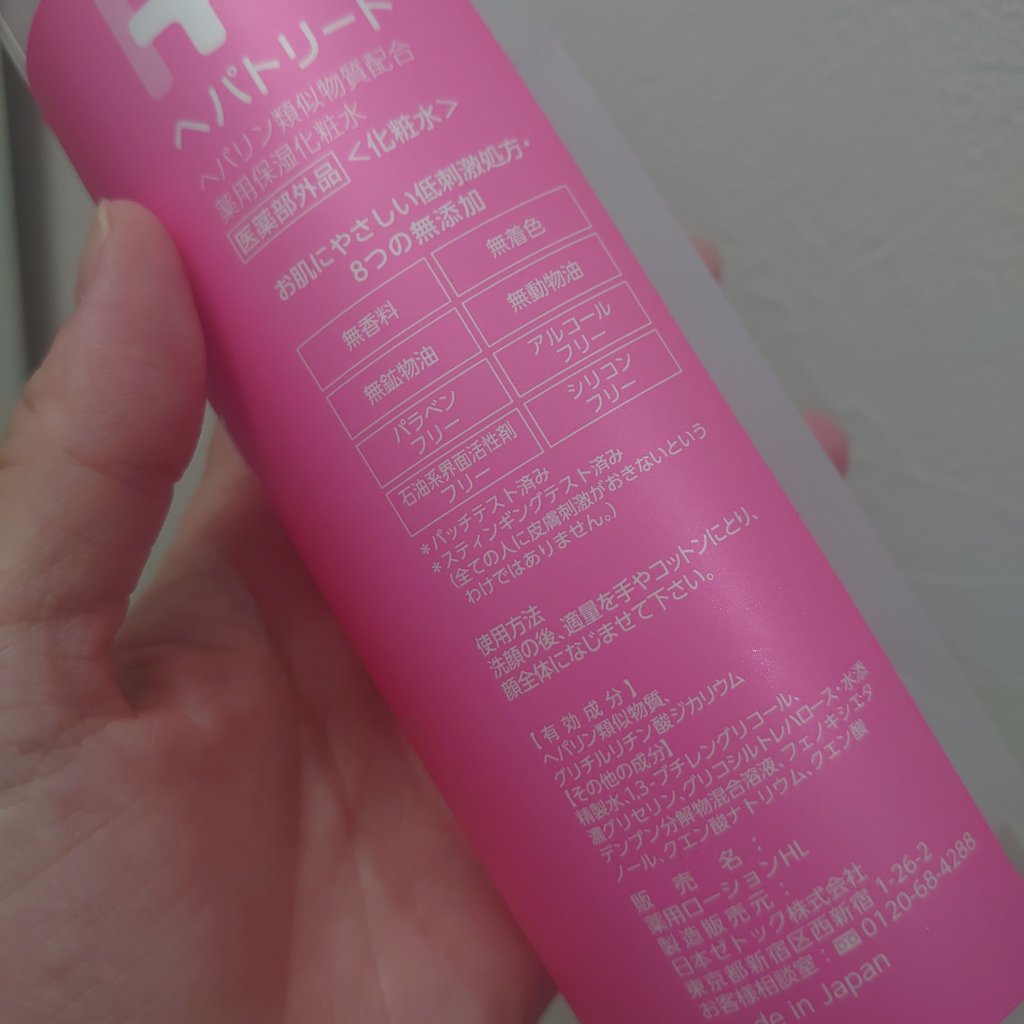 ヘパトリート
ヘパリン類似物質配合
薬用保湿化粧水
医薬部外品 <化粧水>
お肌にやさしい低刺激処方・
8つの無添加
無香料 無着色
無鉱物油 無動物油
パラベン
フリー
アルコール
フリー
石油系界面活性剤
フリー
シリコン
フリー
*パッチテスト済み
*スティンギングテスト済み
(全ての人に皮膚刺激がおきないという
わけではありません。)
使用方法
洗顔の後、適量を手やコットンにとり、
顔全体になじませて下さい。
【有効成分】
ヘパリン類似物質、
グリチルリチン酸ジカリウム
【その他の成分】
精製水、1,3-ブチレングリコール、
濃グリセリン、グリコシルトレハロース・水添
デンプン分解物混合溶液、フェノキシエタ
ノール、クエン酸ナトリウム、クエン酸
販売名:
薬用ローションHL
製造販売元:
日本ゼトック株式会社
東京都新宿区西新宿1-26-2
お客様相談室: 0120-68-4288
de in Japan